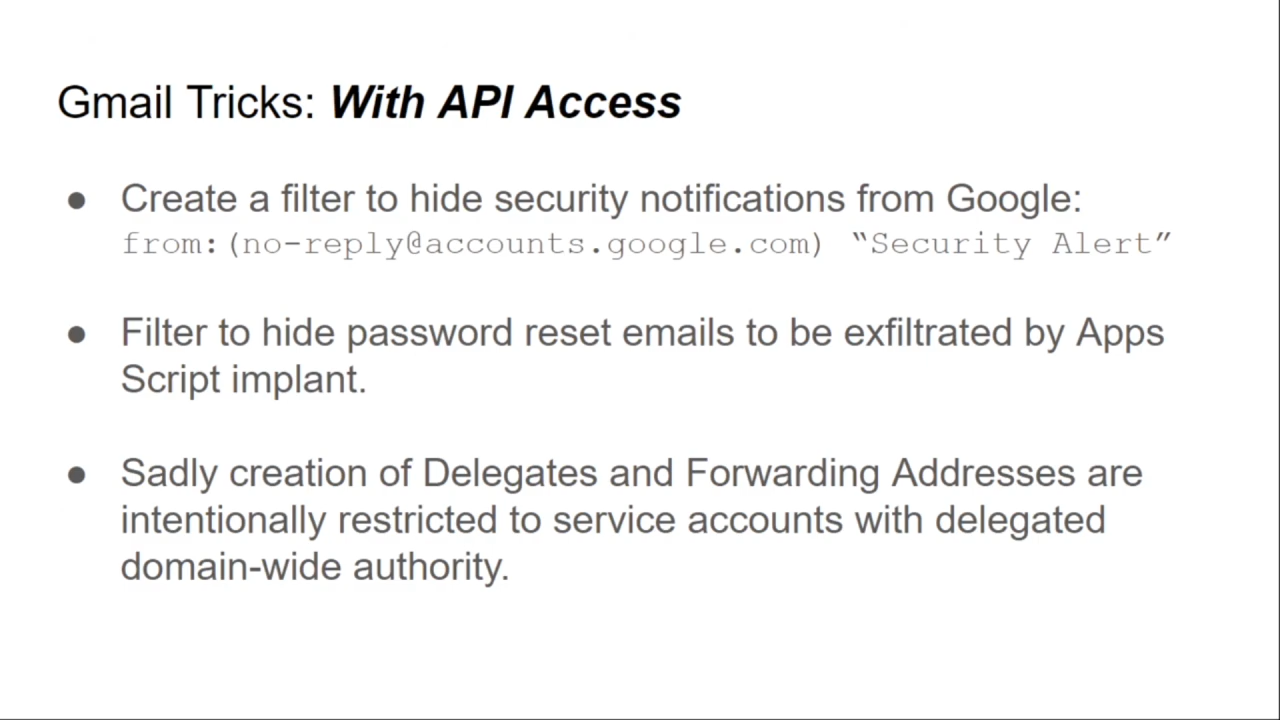 Gmail Tricks: With API Access
● Create a filter to hide security notifications from Google:
from:(no-reply@accounts.google.com) “Security Alert”
● Filter to hide password reset emails to be exfiltrated by Apps
Script implant.
● Sadly creation of Delegates and Forwarding Addresses are
intentionally restricted to service accounts with delegated
domain-wide authority.